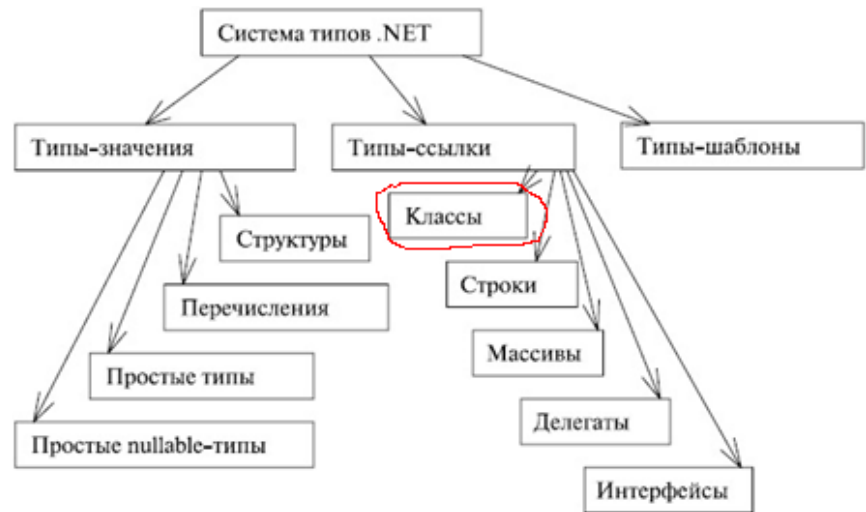 Система типов .NET
Типы-значения
Типы-ссылки
Типы-шаблоны
Классы
Структуры
Строки
Перечисления
Массивы
Простые типы
Делегаты
Простые nullable-типы
Интерфейсы